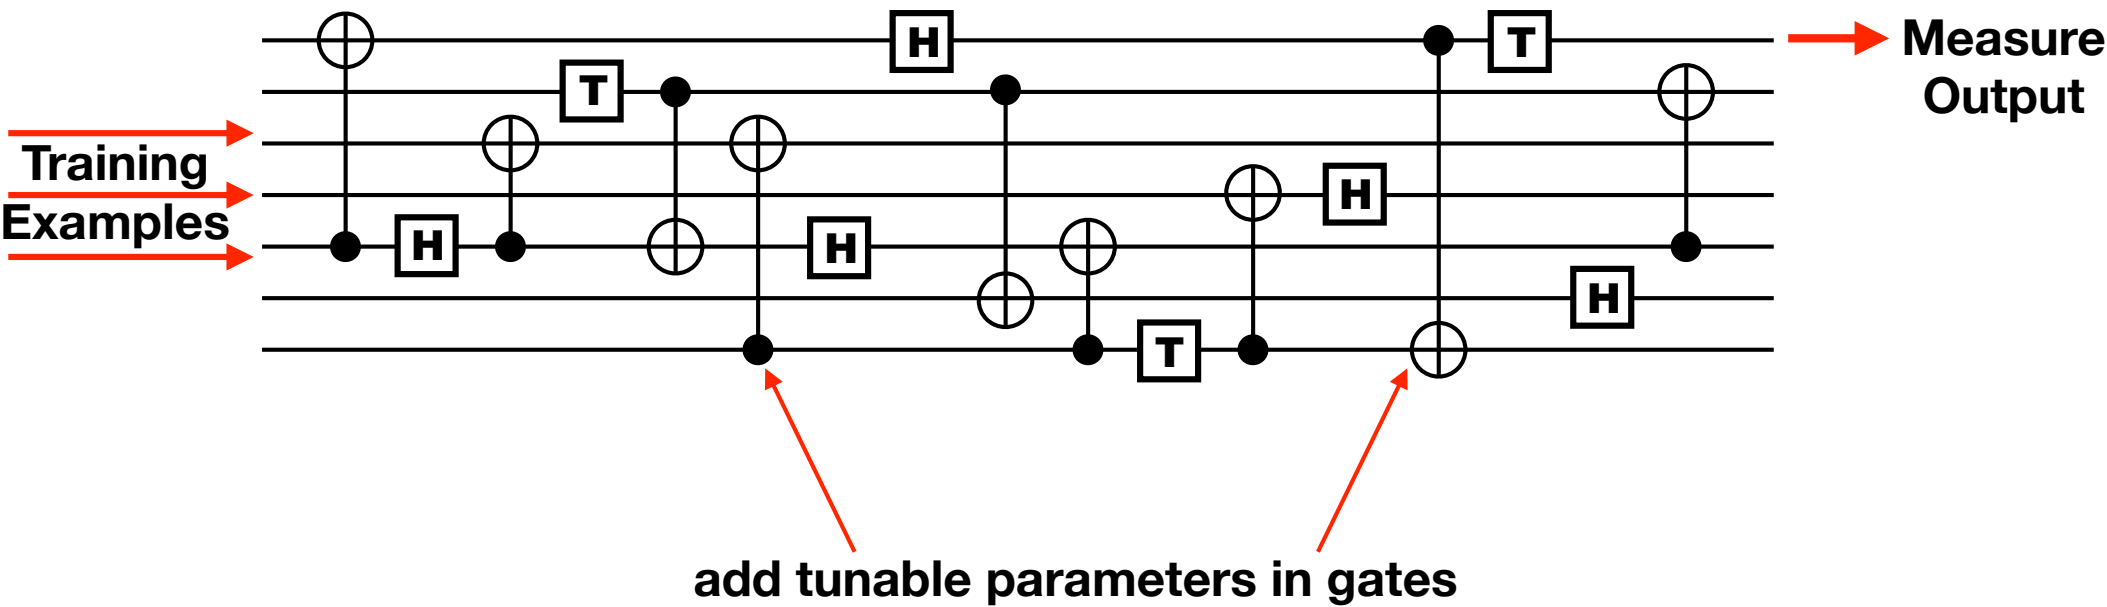 H
T
Measure
T
Output
Training
H
Examples
H
H
H
T
add tunable parameters in gates